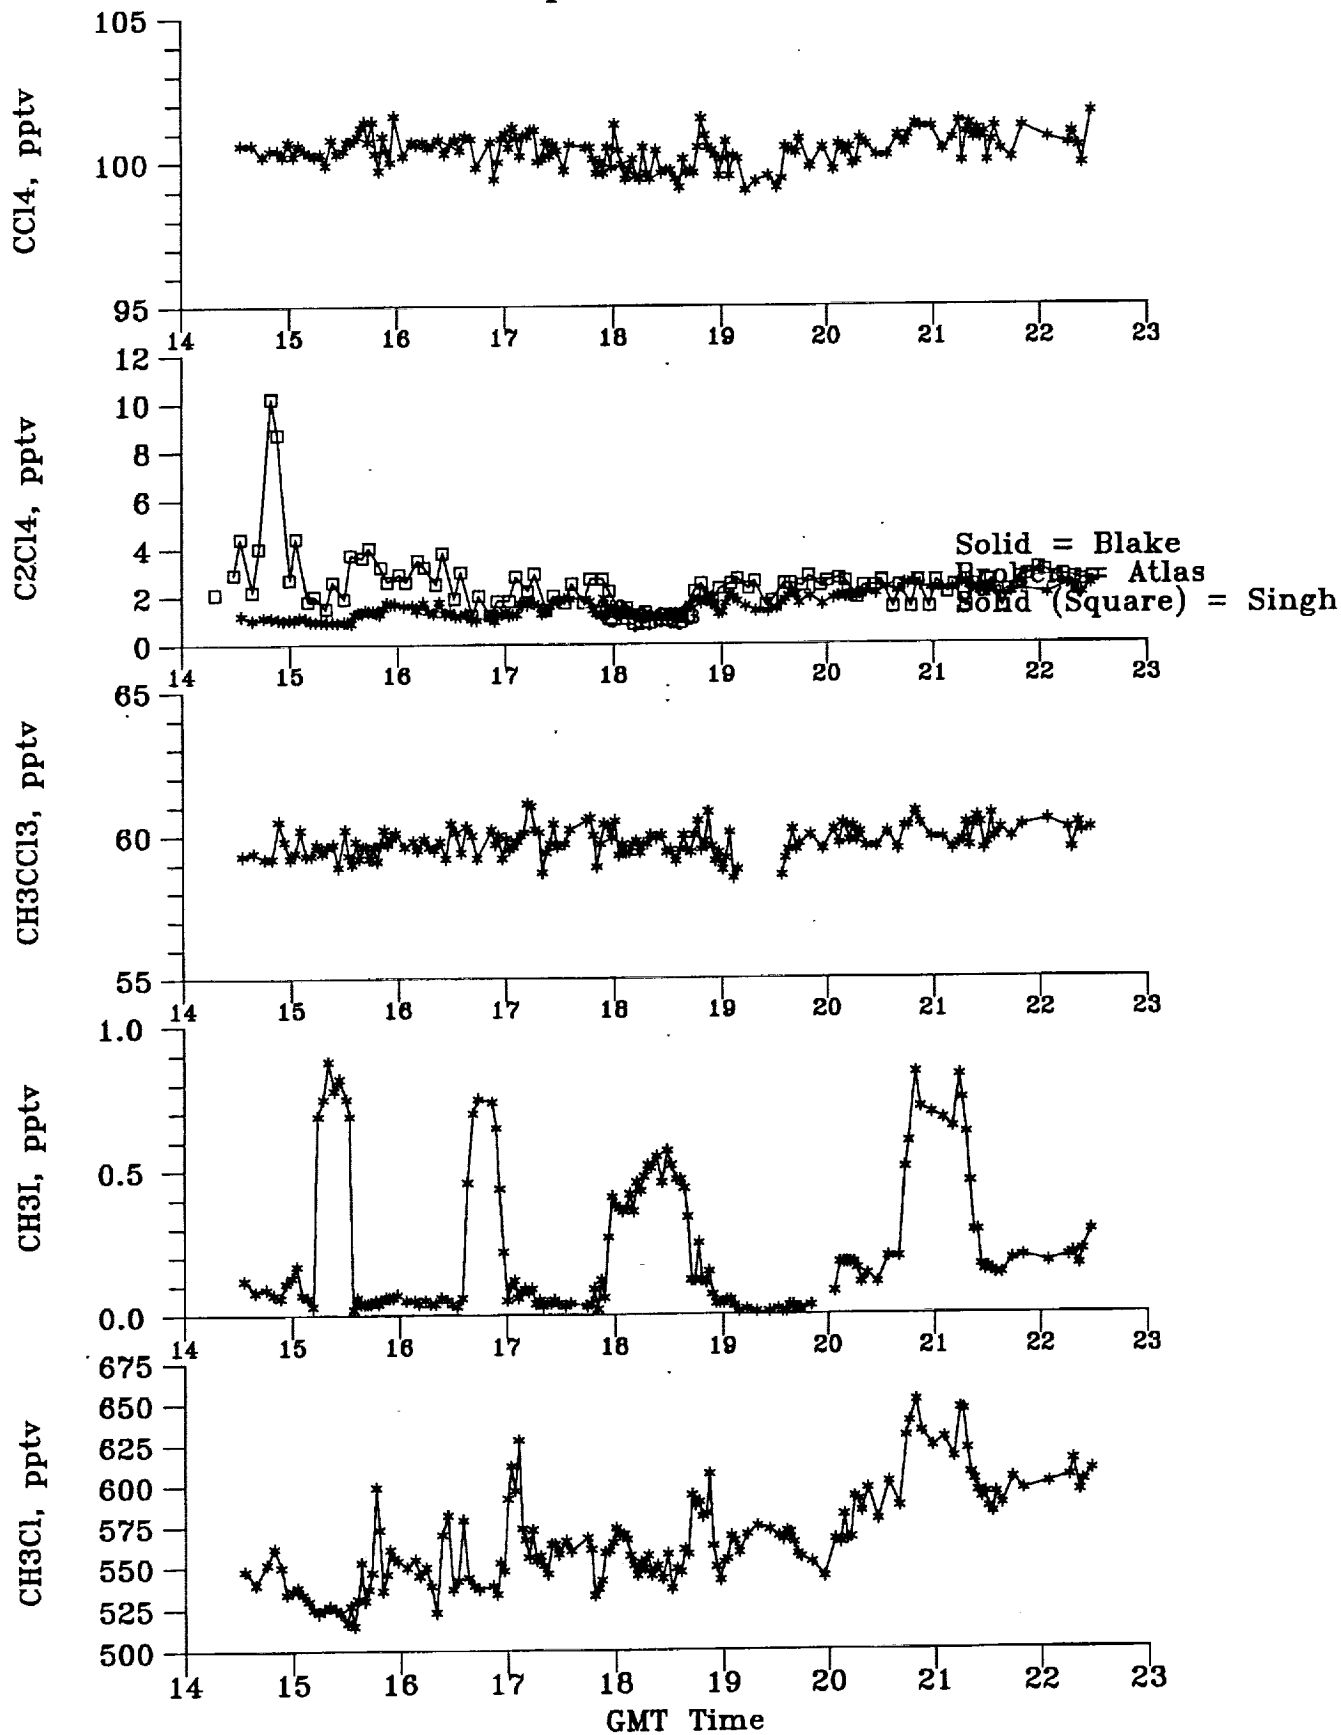 105
CCl4, pptv
100
95
14 15 16 17 18 19 20 21 22 23
12
10
C2Cl4, pptv
8
6
4
2
0
Solid = Blake
= Atlas
Solid (Square) = Singh
14 15 16 17 18 19 20 21 22 23
65
CH3CCl3, pptv
60
55
14 15 16 17 18 19 20 21 22 23
1.0
CH3I, pptv
0.5
0.0
14 15 16 17 18 19 20 21 22 23
675
650
625
CH3Cl, pptv
600
575
550
525
500
14 15 16 17 18 19 20 21 22 23
GMT Time